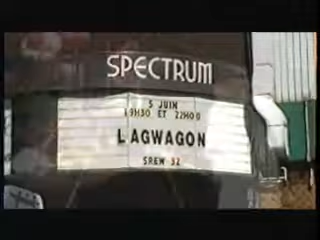 SPECTRUM
5 JUIN
19H30 ET 22H00
LAGWAGON
SREW 32